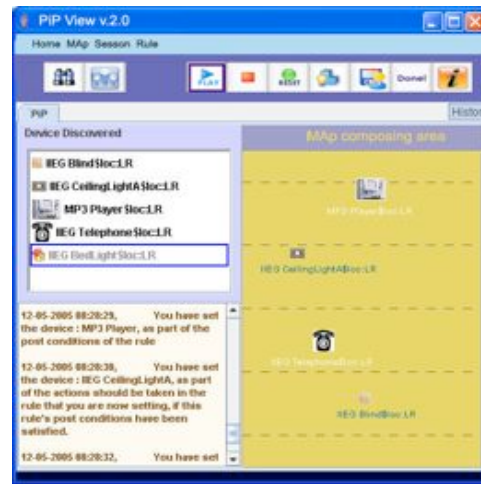 PiP View v.2.0
Home MAp Sesson Rule
PLAY
Done!
PiP
Histor
Device Discovered
MAp composing area
IIEG Blind$loc:LR
IIEG CeilingLightA$loc:LR
MP3 Player$loc:LR
IIEG Telephone$loc:LR
IIEG BedLight$loc:LR
MP3 Player$loc:LR
IIEG CeilingLightA$loc:LR
IIEG Telephone$loc:LR
IIEG Blind$loc:LR
12-05-2005 08:28:29, You have set
the device : MP3 Player, as part of the
post conditions of the rule
12-05-2005 08:28:30, You have set
the device : IIEG CeilingLightA, as part
of the actions should be taken in the
rule that you are now setting, if this
rule's post conditions have been
satisfied.
12-05-2005 08:28:32, You have set